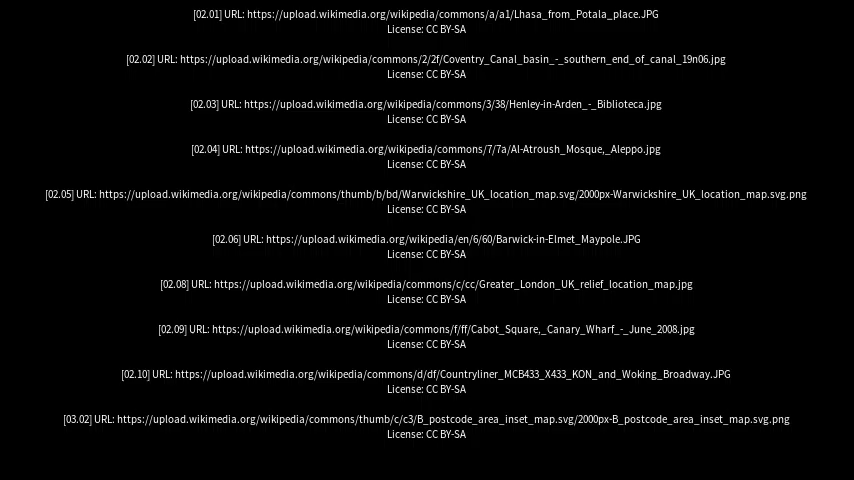 [02.01] URL: https://upload.wikimedia.org/wikipedia/commons/a/a1/Lhasa_from_Potala_place.JPG
License: CC BY-SA
[02.02] URL: https://upload.wikimedia.org/wikipedia/commons/2/2f/Coventry_Canal_basin_-_southern_end_of_canal_19n06.jpg
License: CC BY-SA
[02.03] URL: https://upload.wikimedia.org/wikipedia/commons/3/38/Henley-in-Arden_-_Biblioteca.jpg
License: CC BY-SA
[02.04] URL: https://upload.wikimedia.org/wikipedia/commons/7/7a/Al-Atroush_Mosque,_Aleppo.jpg
License: CC BY-SA
[02.05] URL: https://upload.wikimedia.org/wikipedia/commons/thumb/b/bd/Warwickshire_UK_location_map.svg/2000px-Warwickshire_UK_location_map.svg.png
License: CC BY-SA
[02.06] URL: https://upload.wikimedia.org/wikipedia/en/6/60/Barwick-in-Elmet_Maypole.JPG
License: CC BY-SA
[02.08] URL: https://upload.wikimedia.org/wikipedia/commons/c/cc/Greater_London_UK_relief_location_map.jpg
License: CC BY-SA
[02.09] URL: https://upload.wikimedia.org/wikipedia/commons/f/ff/Cabot_Square,_Canary_Wharf_-_June_2008.jpg
License: CC BY-SA
[02.10] URL: https://upload.wikimedia.org/wikipedia/commons/d/df/Countryliner_MCB433_X433_KON_and_Woking_Broadway.JPG
License: CC BY-SA
[03.02] URL: https://upload.wikimedia.org/wikipedia/commons/thumb/c/c3/B_postcode_area_inset_map.svg/2000px-B_postcode_area_inset_map.svg.png
License: CC BY-SA